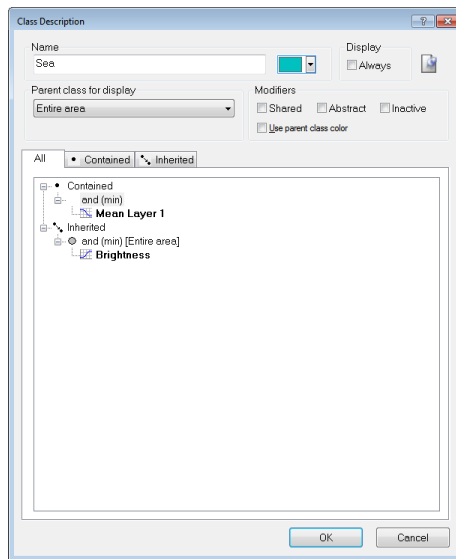 Class Description
Name
Display
Sea
Always
Parent class for display
Modifiers
Entire area
Shared Abstract Inactive
Use parent class color
All Contained Inherited
Contained
and (min)
Mean Layer 1
Inherited
and (min) [Entire area]
Brightness
OK Cancel